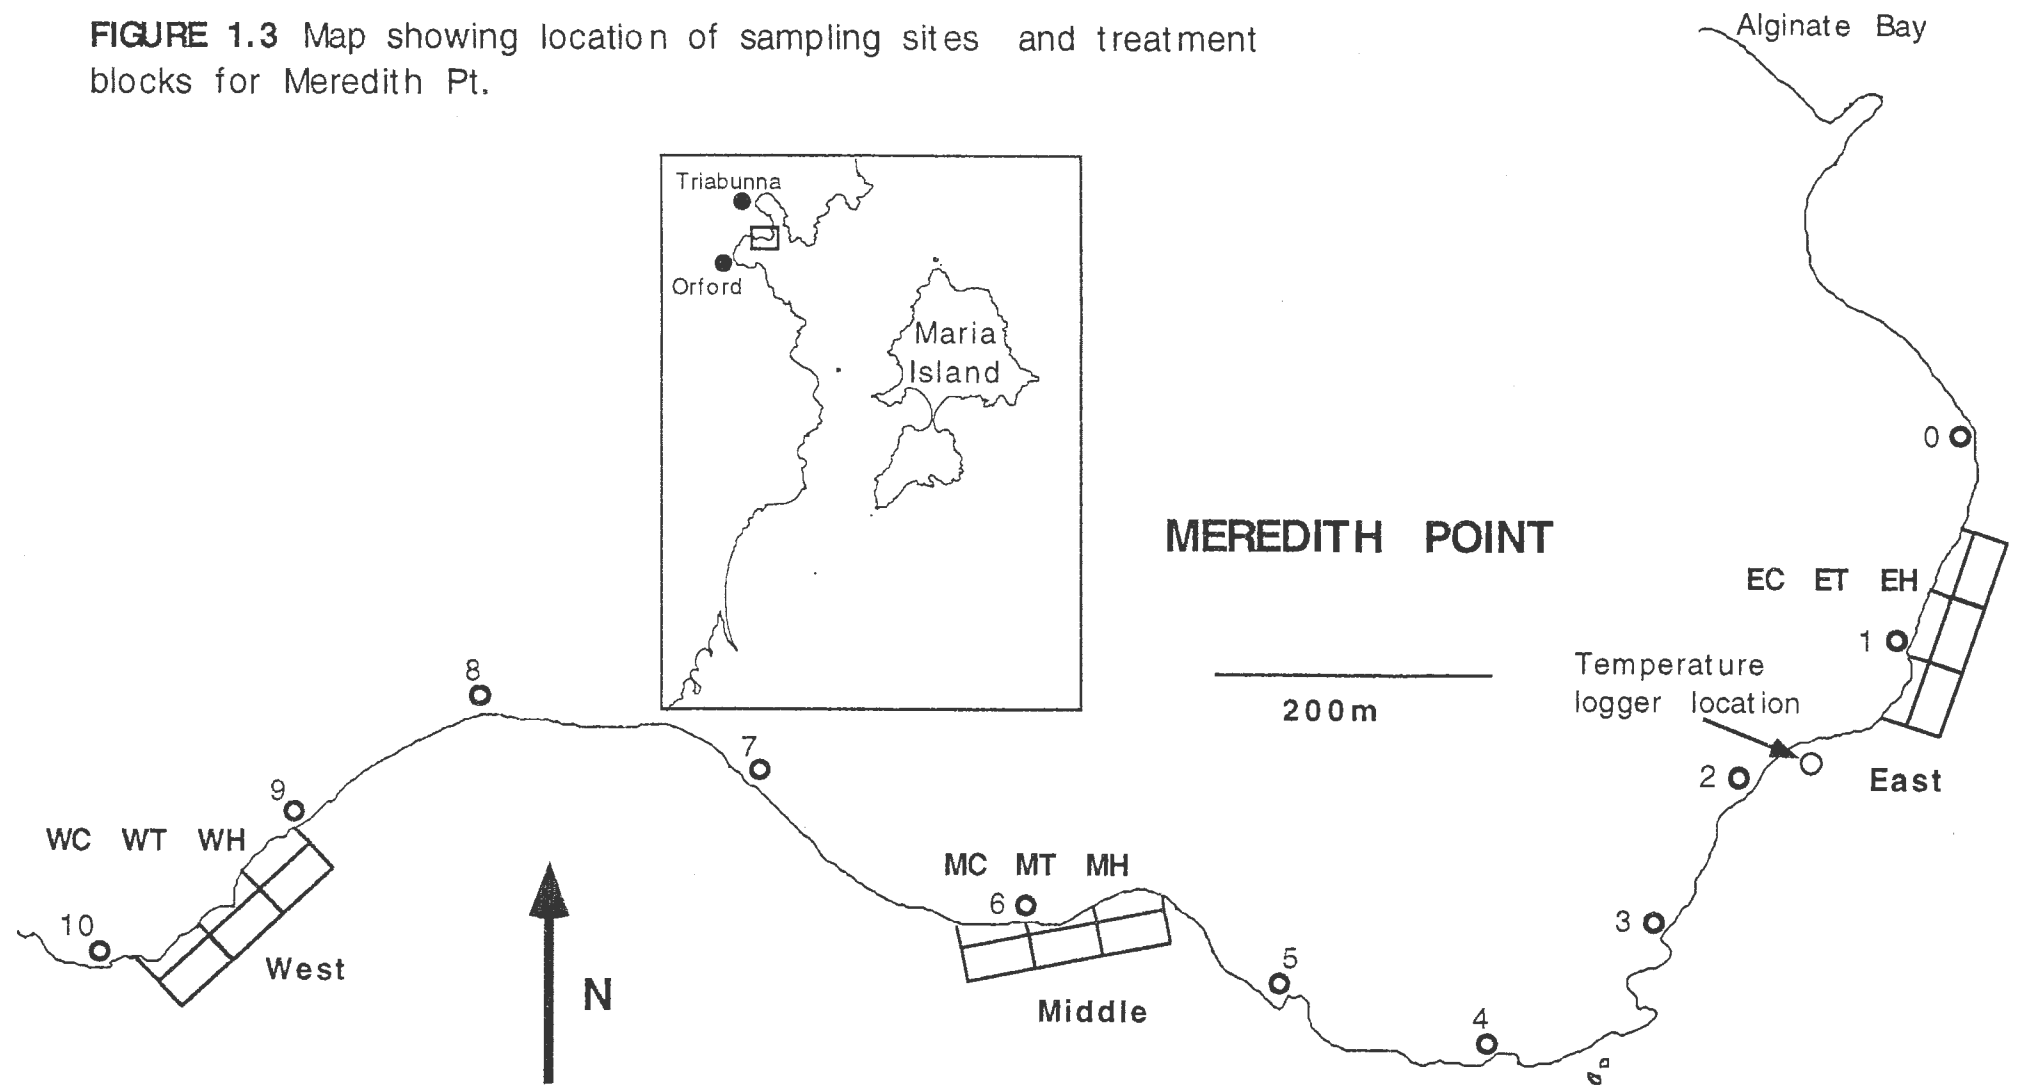 FIGURE 1.3 Map showing location of sampling sites and treatment
blocks for Meredith Pt.
Alginate Bay
Triabunna
Orford
Maria
Island
MEREDITH POINT
200m
0
EC ET EH
1
Temperature
logger location
2
East
3
4
5
MC MT MH
6
Middle
7
8
9
WC WT WH
10
West
N